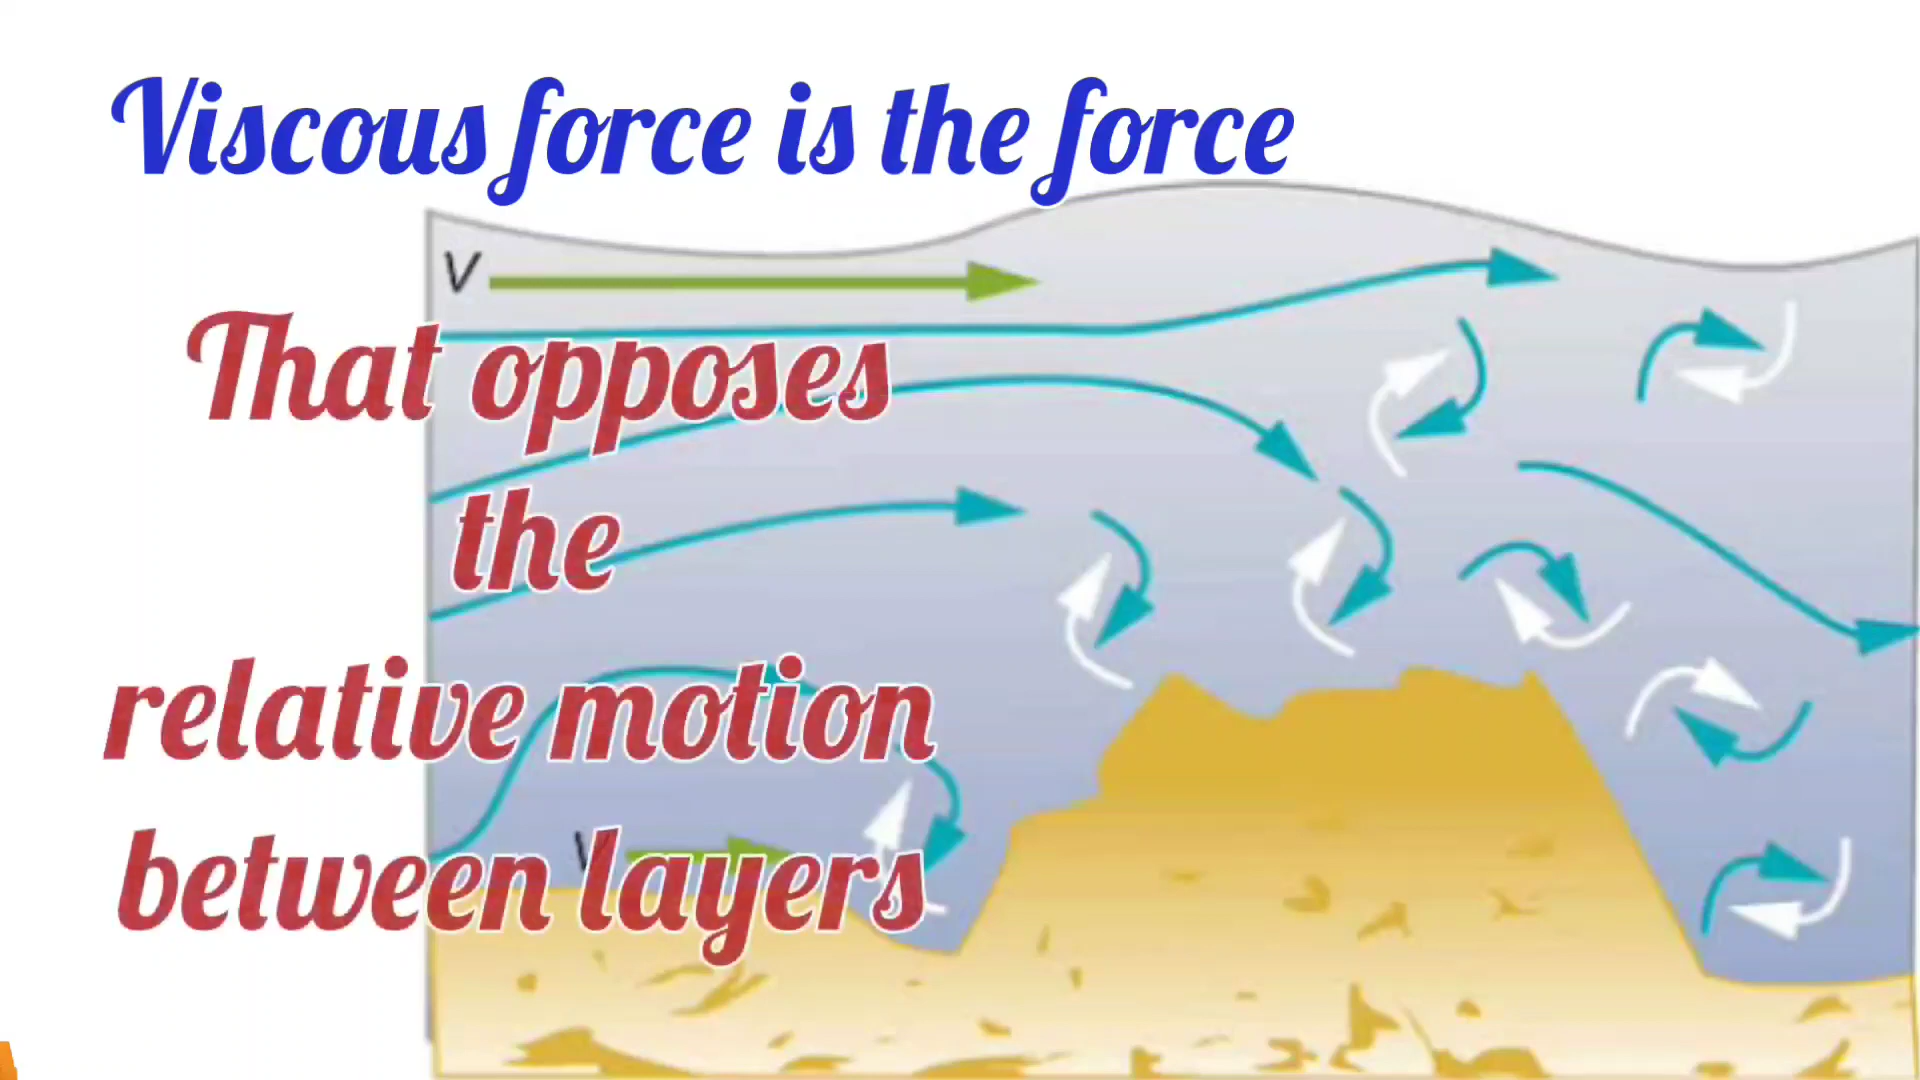 Viscous force is the force
V
That opposes
the
relative motion
V
between layers